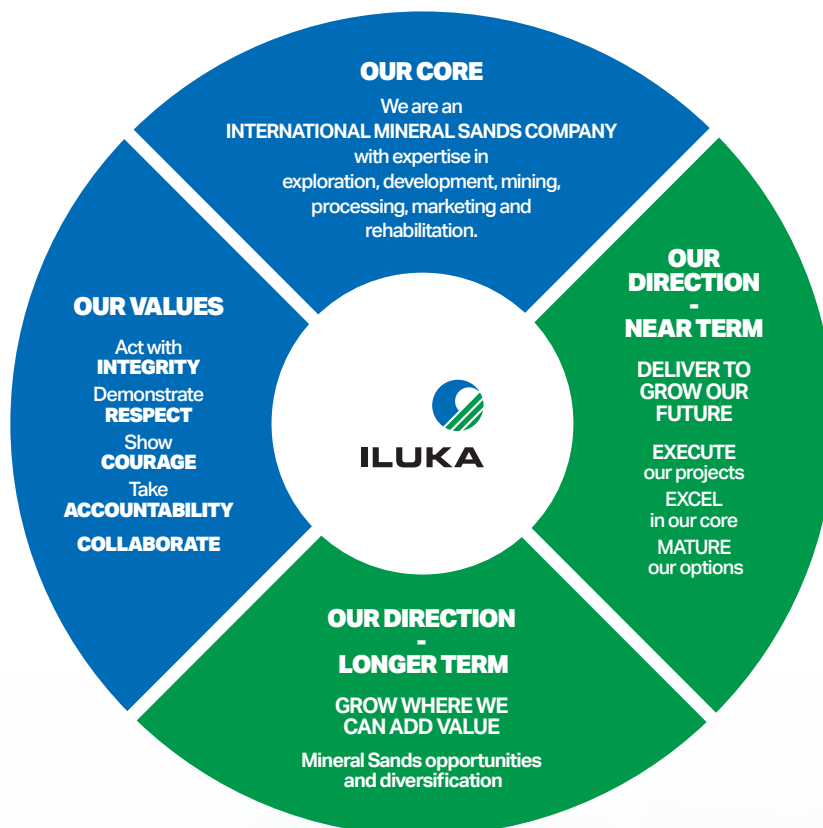 OUR CORE
We are an
INTERNATIONAL MINERAL SANDS COMPANY
with expertise in
exploration, development, mining,
processing, marketing and
rehabilitation.
OUR VALUES
Act with
INTEGRITY
Demonstrate
RESPECT
Show
COURAGE
Take
ACCOUNTABILITY
COLLABORATE
ILUKA
OUR
DIRECTION
-
NEAR TERM
DELIVER TO
GROW OUR
FUTURE
EXECUTE
our projects
EXCEL
in our core
MATURE
our options
OUR DIRECTION
-
LONGER TERM
GROW WHERE WE
CAN ADD VALUE
Mineral Sands opportunities
and diversification